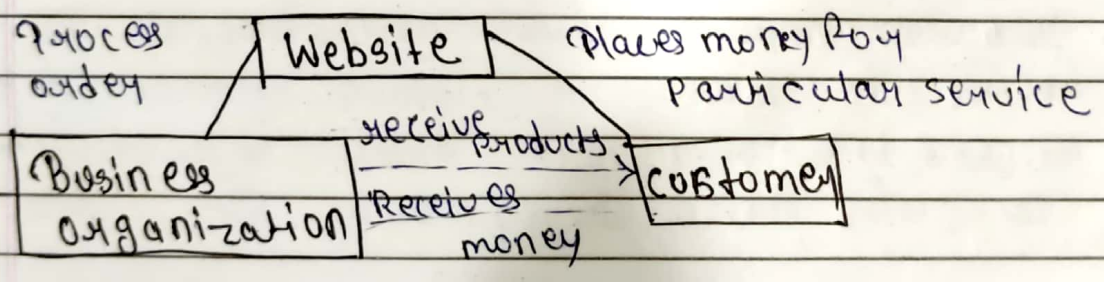 Process
order
Website
Places money for
particular service
Business
organization
receive products
Receives
money
customer